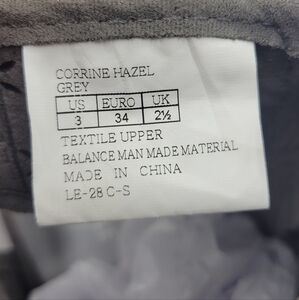 CORRINE HAZEL
GREY
US EURO UK
3 34 2½
TEXTILE UPPER
BALANCE MAN MADE MATERIAL
MADE IN CHINA
LE-28 C-S